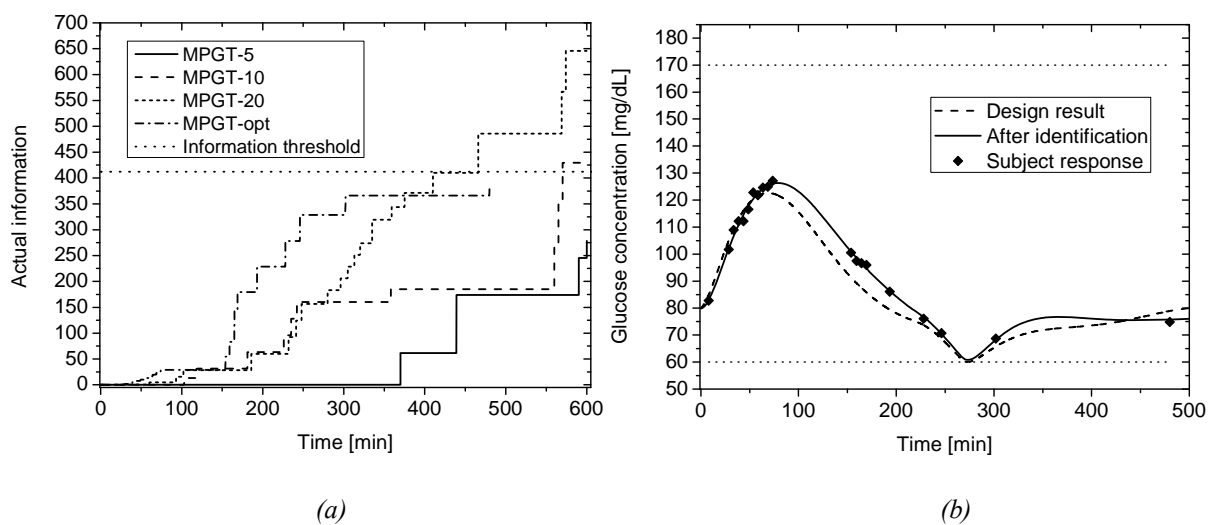 700
650
600
550
500
450
400
350
300
250
200
150
100
50
0
Actual information
MPGT-5
MPGT-10
MPGT-20
MPGT-opt
Information threshold
0 100 200 300 400 500 600
Time [min]
(a)
180
170
160
150
140
130
120
110
100
90
80
70
60
50
Glucose concentration [mg/dL]
Design result
After identification
Subject response
0 100 200 300 400 500
Time [min]
(b)